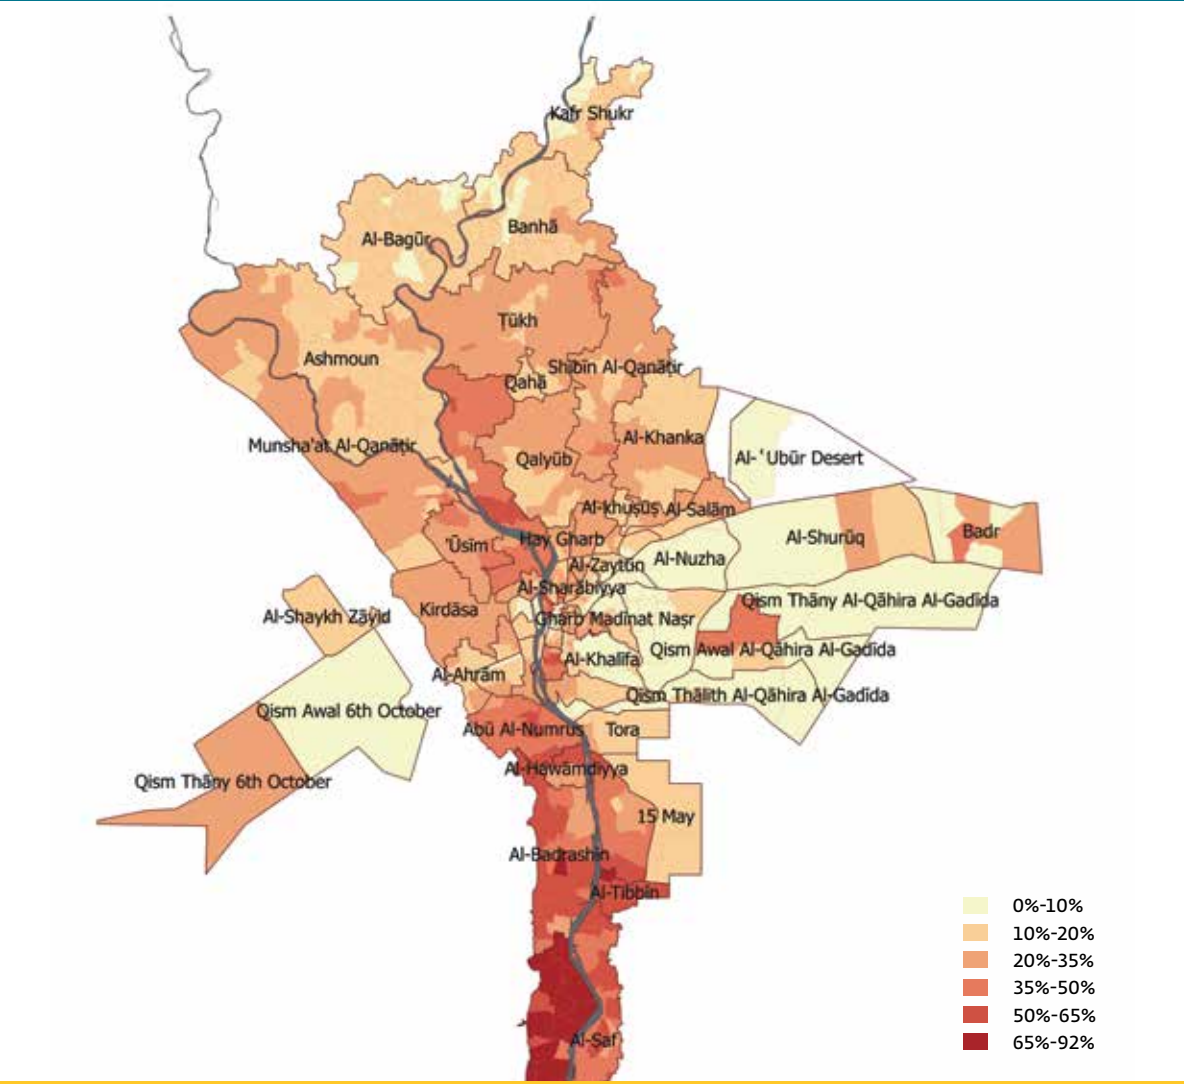 Kafr Shukr
Banhā
Al-Bagūr
Ṭūkh
Ashmoun
Shibīn Al-Qanāṭir
Qahā
Al-Khanka
Munsha'at Al-Qanāṭir
Qalyūb
Al-ʿUbūr Desert
Al-khuṣūṣ
Al-Salām
Al-Shurūq
Badr
Hay Gharb
'Ūsīm
Al-Nuzha
Al-Zaytūn
Al-Sharābiyya
Qism Thāny Al-Qāhira Al-Gadīda
Kirdāsa
Al-Shaykh Zāyid
Gharb Madīnat Naṣr
Qism Awal Al-Qāhira Al-Gadīda
Al-Khalīfa
Al-Ahrām
Qism Thālith Al-Qāhira Al-Gadīda
Qism Awal 6th October
Abū Al-Numrus
Tora
Al-Hawāmdiyya
Qism Thāny 6th October
15 May
Al-Badrashīn
Al-Tibbīn
Al-Saf
0%-10%
10%-20%
20%-35%
35%-50%
50%-65%
65%-92%